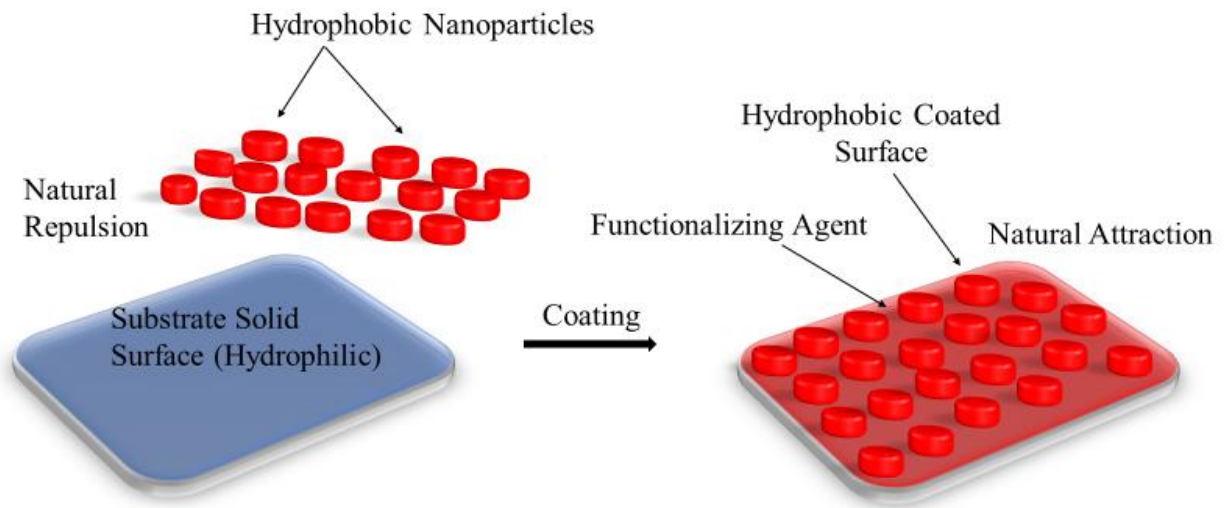 Hydrophobic Nanoparticles
Natural
Repulsion
Substrate Solid
Surface (Hydrophilic)
Coating
Hydrophobic Coated
Surface
Functionalizing Agent
Natural Attraction